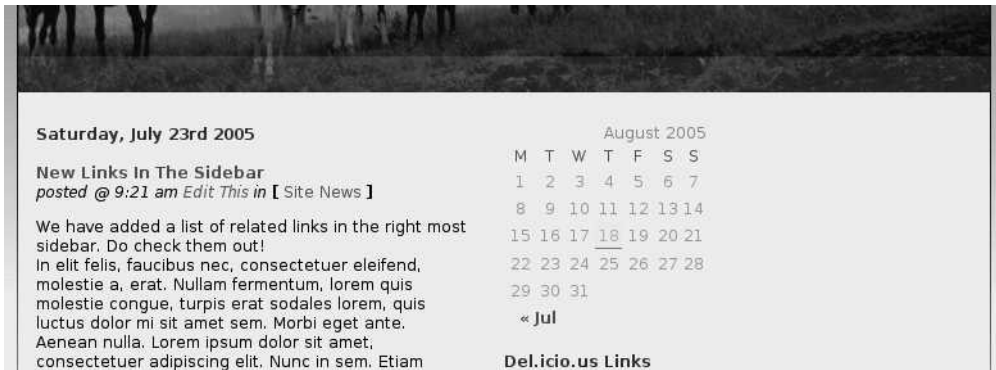 Saturday, July 23rd 2005
New Links In The Sidebar
posted @ 9:21 am Edit This in [ Site News ]
We have added a list of related links in the right most
sidebar. Do check them out!
In elit felis, faucibus nec, consectetuer eleifend,
molestie a, erat. Nullam fermentum, lorem quis
molestie congue, turpis erat sodales lorem, quis
luctus dolor mi sit amet sem. Morbi eget ante.
Aenean nulla. Lorem ipsum dolor sit amet,
consectetuer adipiscing elit. Nunc in sem. Etiam
August 2005
M T W T F S S
1 2 3 4 5 6 7
8 9 10 11 12 13 14
15 16 17 18 19 20 21
22 23 24 25 26 27 28
29 30 31
« Jul
Del.icio.us Links